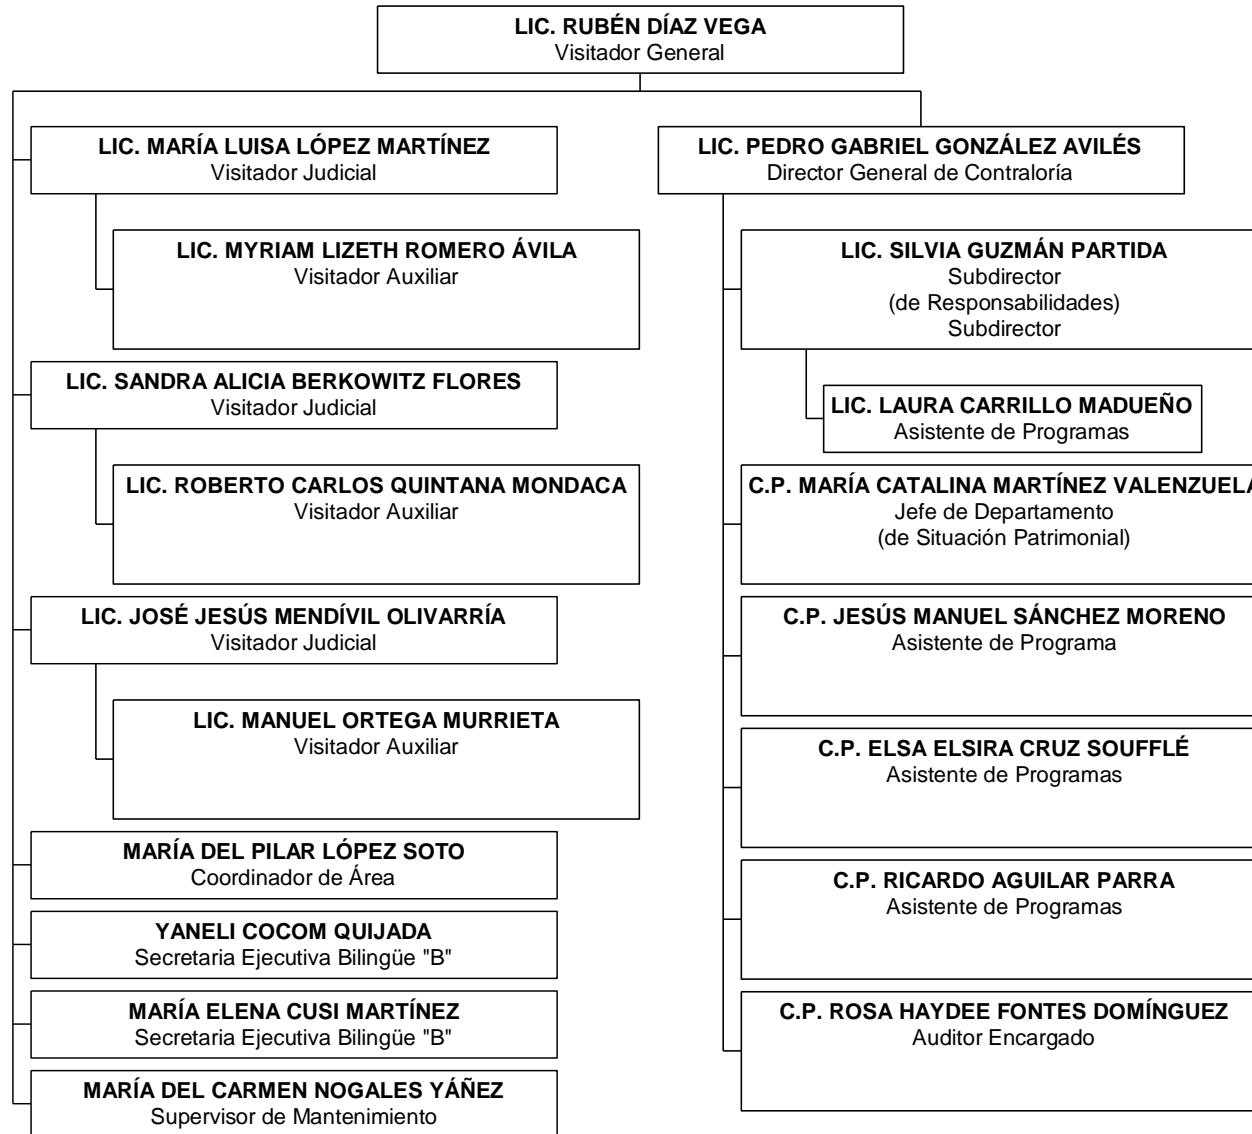 LIC. RUBÉN DÍAZ VEGA
Visitador General
LIC. MARÍA LUISA LÓPEZ MARTÍNEZ
Visitador Judicial
LIC. MYRIAM LIZETH ROMERO ÁVILA
Visitador Auxiliar
LIC. SANDRA ALICIA BERKOWITZ FLORES
Visitador Judicial
LIC. ROBERTO CARLOS QUINTANA MONDACA
Visitador Auxiliar
LIC. JOSÉ JESÚS MENDÍVIL OLIVARRÍA
Visitador Judicial
LIC. MANUEL ORTEGA MURRIETA
Visitador Auxiliar
MARÍA DEL PILAR LÓPEZ SOTO
Coordinador de Área
YANELI COCOM QUIJADA
Secretaria Ejecutiva Bilingüe "B"
MARÍA ELENA CUSI MARTÍNEZ
Secretaria Ejecutiva Bilingüe "B"
MARÍA DEL CARMEN NOGALES YÁÑEZ
Supervisor de Mantenimiento
LIC. PEDRO GABRIEL GONZÁLEZ AVILÉS
Director General de Contraloría
LIC. SILVIA GUZMÁN PARTIDA
Subdirector
(de Responsabilidades)
Subdirector
LIC. LAURA CARRILLO MADUEÑO
Asistente de Programas
C.P. MARÍA CATALINA MARTÍNEZ VALENZUELA
Jefe de Departamento
(de Situación Patrimonial)
C.P. JESÚS MANUEL SÁNCHEZ MORENO
Asistente de Programa
C.P. ELSA ELSIRA CRUZ SOUFFLÉ
Asistente de Programas
C.P. RICARDO AGUILAR PARRA
Asistente de Programas
C.P. ROSA HAYDEE FONTES DOMÍNGUEZ
Auditor Encargado